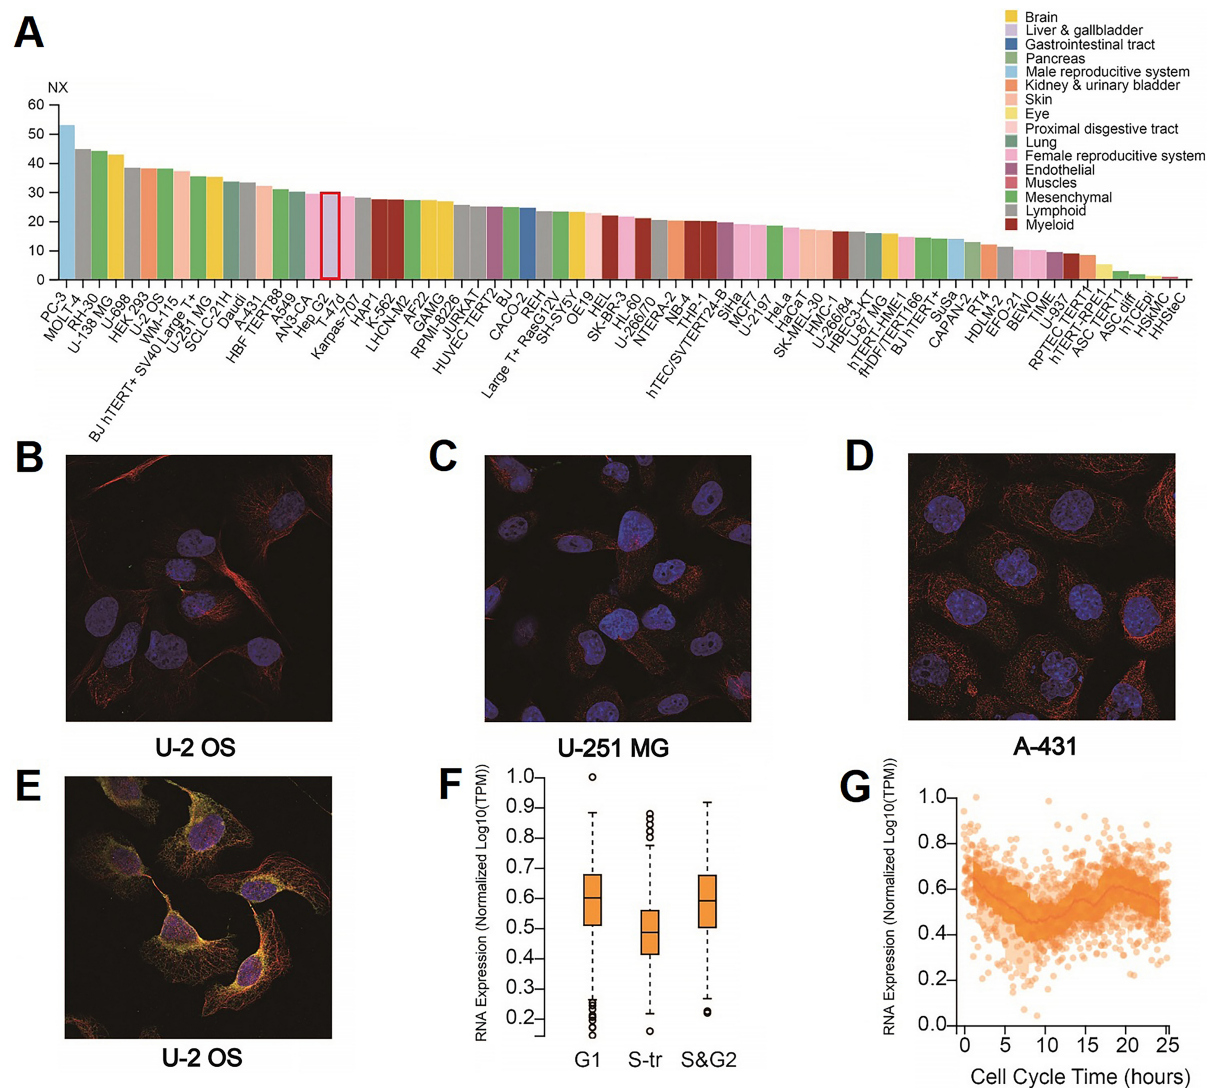 A
Brain
Liver & gallbladder
Gastrointestinal tract
Pancreas
Male reproducitive system
Kidney & urinary bladder
Skin
Eye
Proximal disgestive tract
Lung
Female reproducitive system
Endothelial
Muscles
Mesenchymal
Lymphoid
Myeloid
NX
60
50
40
30
20
10
0
PC-3
MOLT-4
RH-30
U-138 MG
U-698
HEK 293
U-2 OS
WM-115
BJ hTERT+ SV40 Large T+
U-251 MG
SCLC-21H
Daudi
A-431
HBF TERT88
A549
AN3-CA
Hep G2
T-47d
Karpas-707
HAP1
K-562
LHCN-M2
AF22
GAMG
RPMI-8226
JURKAT
HUVEC TERT2
BJ
CACO-2
REH
Large T+ RasG12V
SH-SY5Y
OE19
HEL
SK-BR-3
HL-60
U-266/70
NTERA-2
NB-4
THP-1
hTEC/SVTERT24-B
SiHa
MCF7
U-2197
HeLa
HaCaT
SK-MEL-30
HMC-1
U-266/84
HBEC3-KT
U-87 MG
hTERT-HME1
fHDF/TERT166
BJ hTERT+
SuSa
CAPAN-2
RT4
HDLM-2
EFO-21
BEWO
TIME
U-937
RPTEC TERT1
hTERT-RPE1
ASC TERT1
ASC diff
hTCEpi
HSkMC
HHSteC
B
C
D
U-2 OS
U-251 MG
A-431
E
U-2 OS
F
RNA Expression (Normalized Log10(TPM))
1.0
0.9
0.8
0.7
0.6
0.5
0.4
0.3
0.2
G1 S-tr S&G2
G
RNA Expression (Normalized Log10(TPM))
1.0
0.8
0.6
0.4
0.2
0.0
0 5 10 15 20 25
Cell Cycle Time (hours)